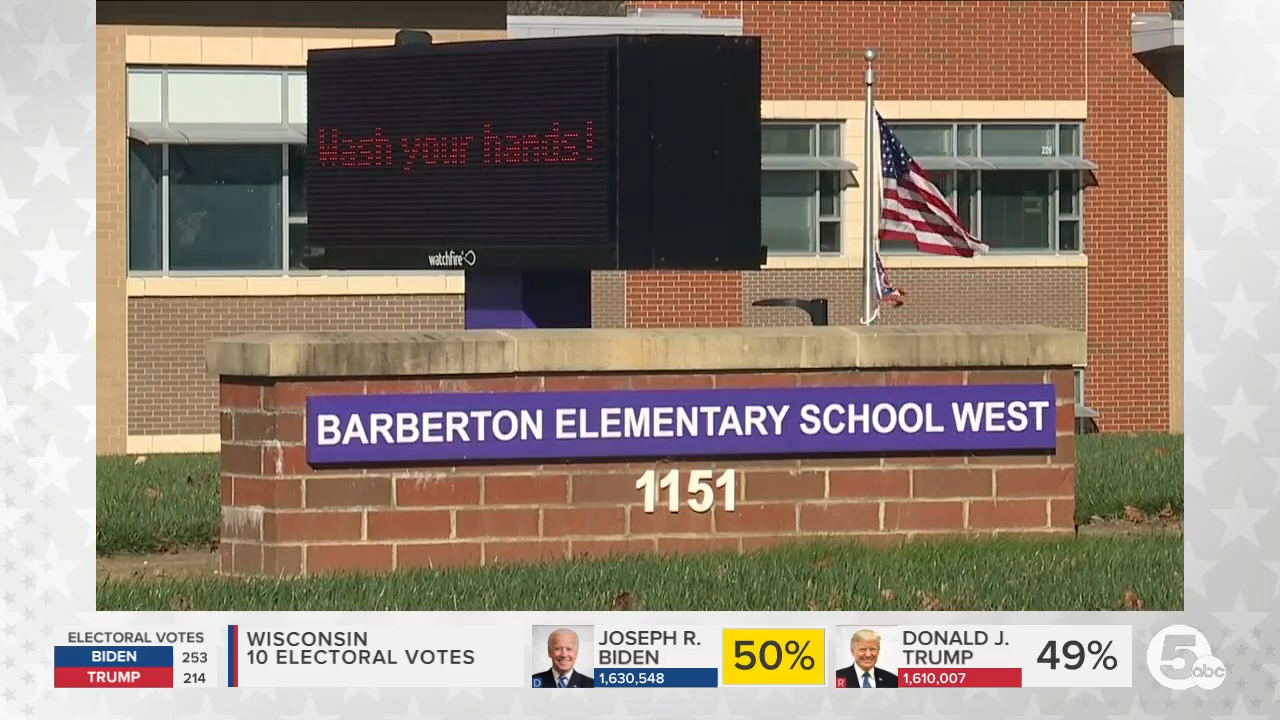 Wash your hands!
watchfire
226
BARBERTON ELEMENTARY SCHOOL WEST
1151
ELECTORAL VOTES
BIDEN 253
TRUMP 214
WISCONSIN
10 ELECTORAL VOTES
D
JOSEPH R.
BIDEN
1,630,548
50%
R
DONALD J.
TRUMP
1,610,007
49%
5 abc